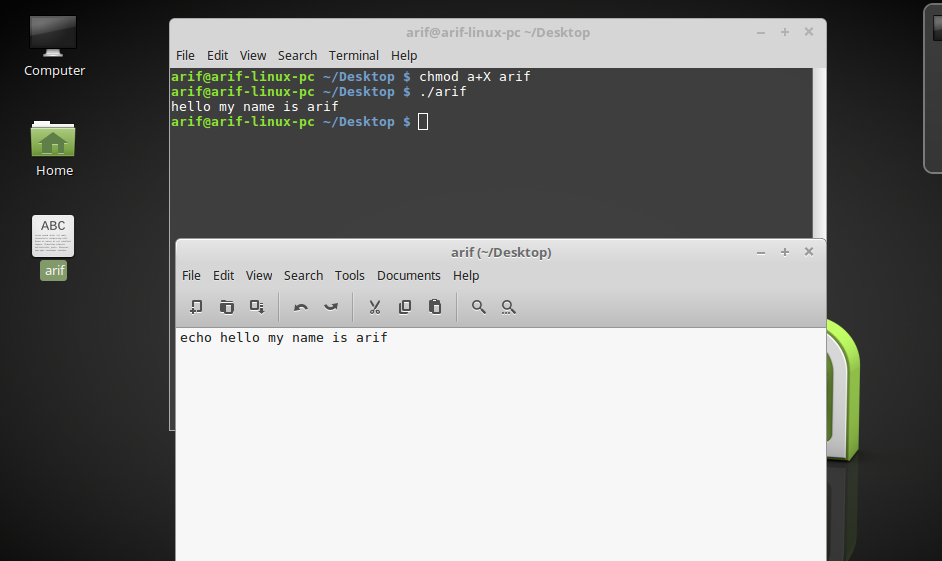 Computer
Home
ABC
arif
arif@arif-linux-pc ~/Desktop
File Edit View Search Terminal Help
arif@arif-linux-pc ~/Desktop $ chmod a+X arif
arif@arif-linux-pc ~/Desktop $ ./arif
hello my name is arif
arif@arif-linux-pc ~/Desktop $
arif (~/Desktop)
File Edit View Search Tools Documents Help
echo hello my name is arif